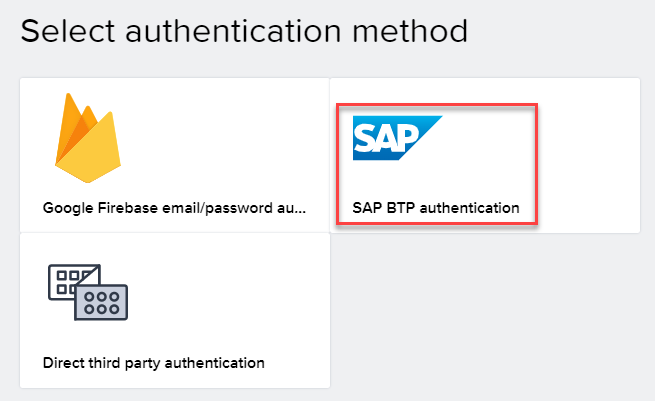 Select authentication method
SAP
Google Firebase email/password au...
SAP BTP authentication
Direct third party authentication